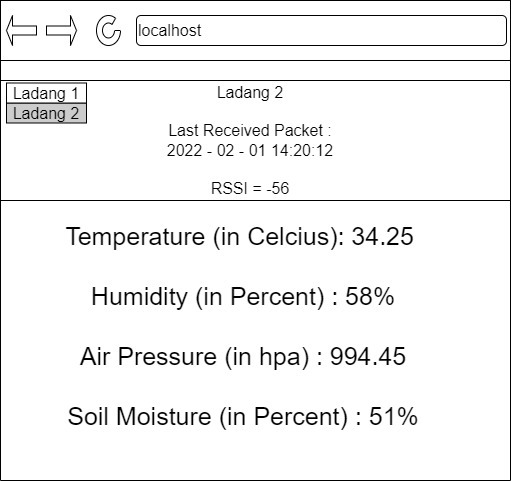 localhost
Ladang 1
Ladang 2
Ladang 2
Last Received Packet :
2022 - 02 - 01 14:20:12
RSSI = -56
Temperature (in Celcius): 34.25
Humidity (in Percent) : 58%
Air Pressure (in hpa) : 994.45
Soil Moisture (in Percent) : 51%